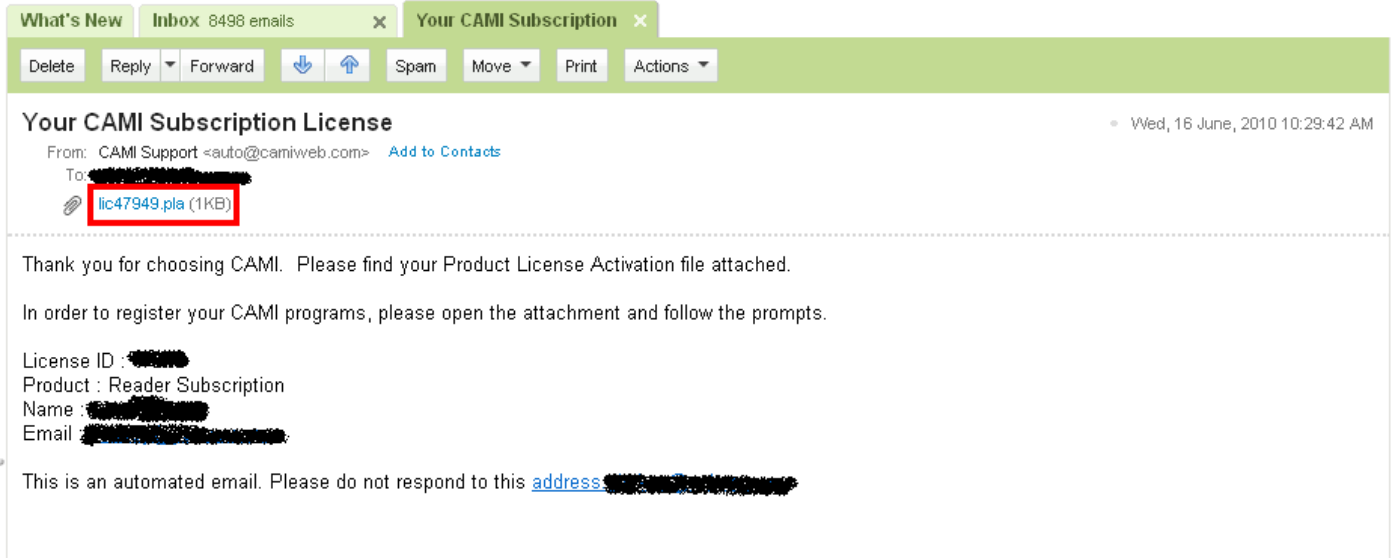 What's New Inbox 8498 emails x Your CAMI Subscription x
Delete Reply Forward Spam Move Print Actions
Your CAMI Subscription License
Wed, 16 June, 2010 10:29:42 AM
From: CAMI Support <auto@camiweb.com> Add to Contacts
To:
lic47949.pla (1KB)
Thank you for choosing CAMI. Please find your Product License Activation file attached.
In order to register your CAMI programs, please open the attachment and follow the prompts.
License ID :
Product : Reader Subscription
Name :
Email :
This is an automated email. Please do not respond to this address